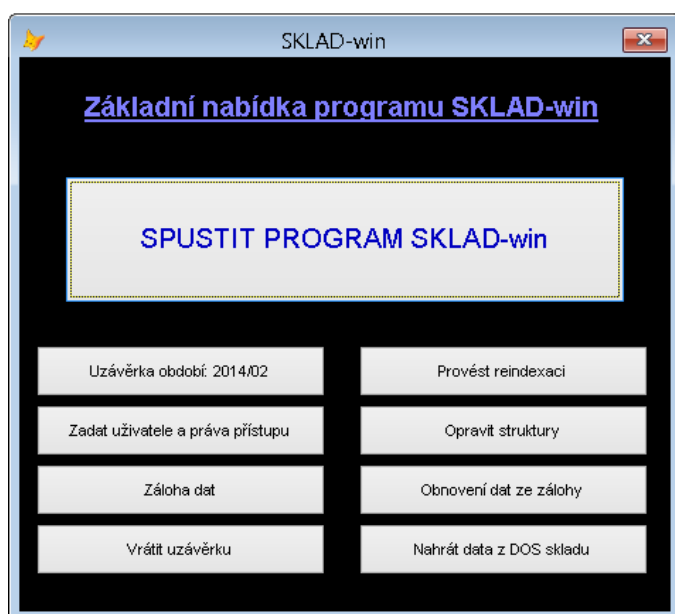 SKLAD-win
Základní nabídka programu SKLAD-win
SPUSTIT PROGRAM SKLAD-win
Uzávěrka období: 2014/02
Provést reindexaci
Zadat uživatele a práva přístupu
Opravit struktury
Záloha dat
Obnovení dat ze zálohy
Vrátit uzávěrku
Nahrát data z DOS skladu